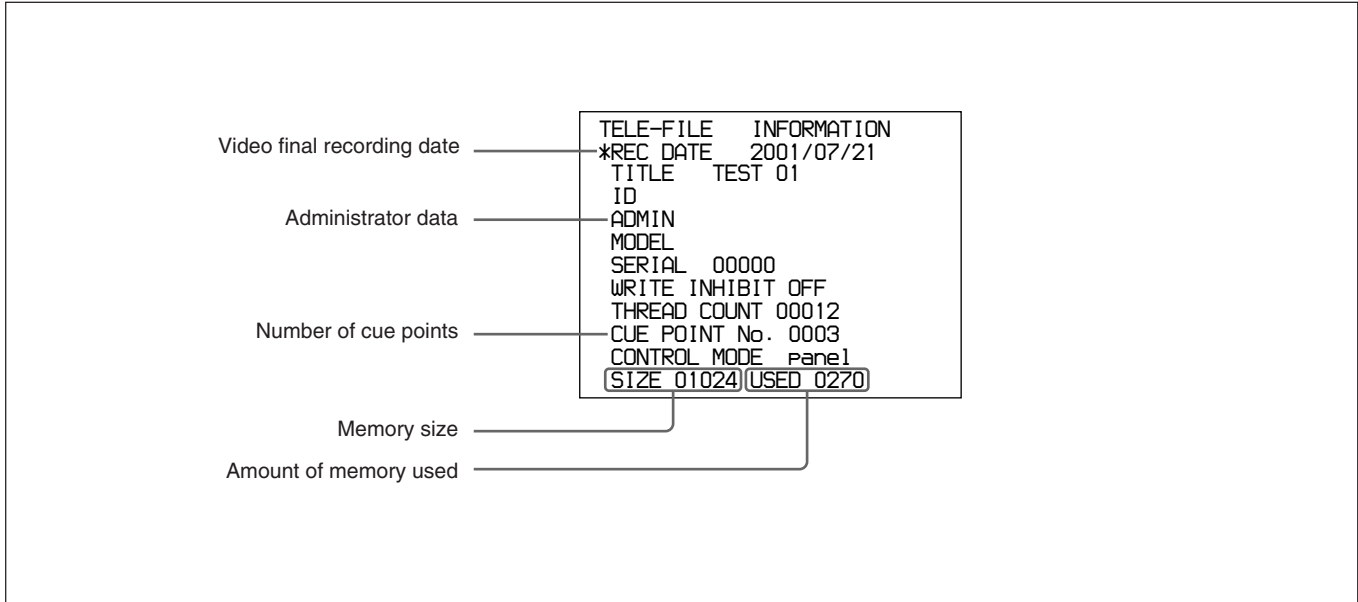 TELE-FILE INFORMATION
Video final recording date
*REC DATE 2001/07/21
TITLE TEST 01
ID
Administrator data
ADMIN
MODEL
SERIAL 00000
WRITE INHIBIT OFF
THREAD COUNT 00012
Number of cue points
CUE POINT No. 0003
CONTROL MODE panel
SIZE 01024 USED 0270
Memory size
Amount of memory used